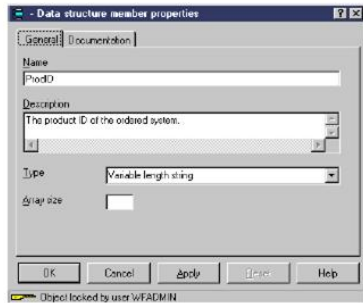 - Data structure member properties
General Documentation
Name
ProdID
Description
The product ID of the ordered system.
Type
Variable length string
Array size
OK Cancel Apply Reset Help
Object locked by user WFADMIN